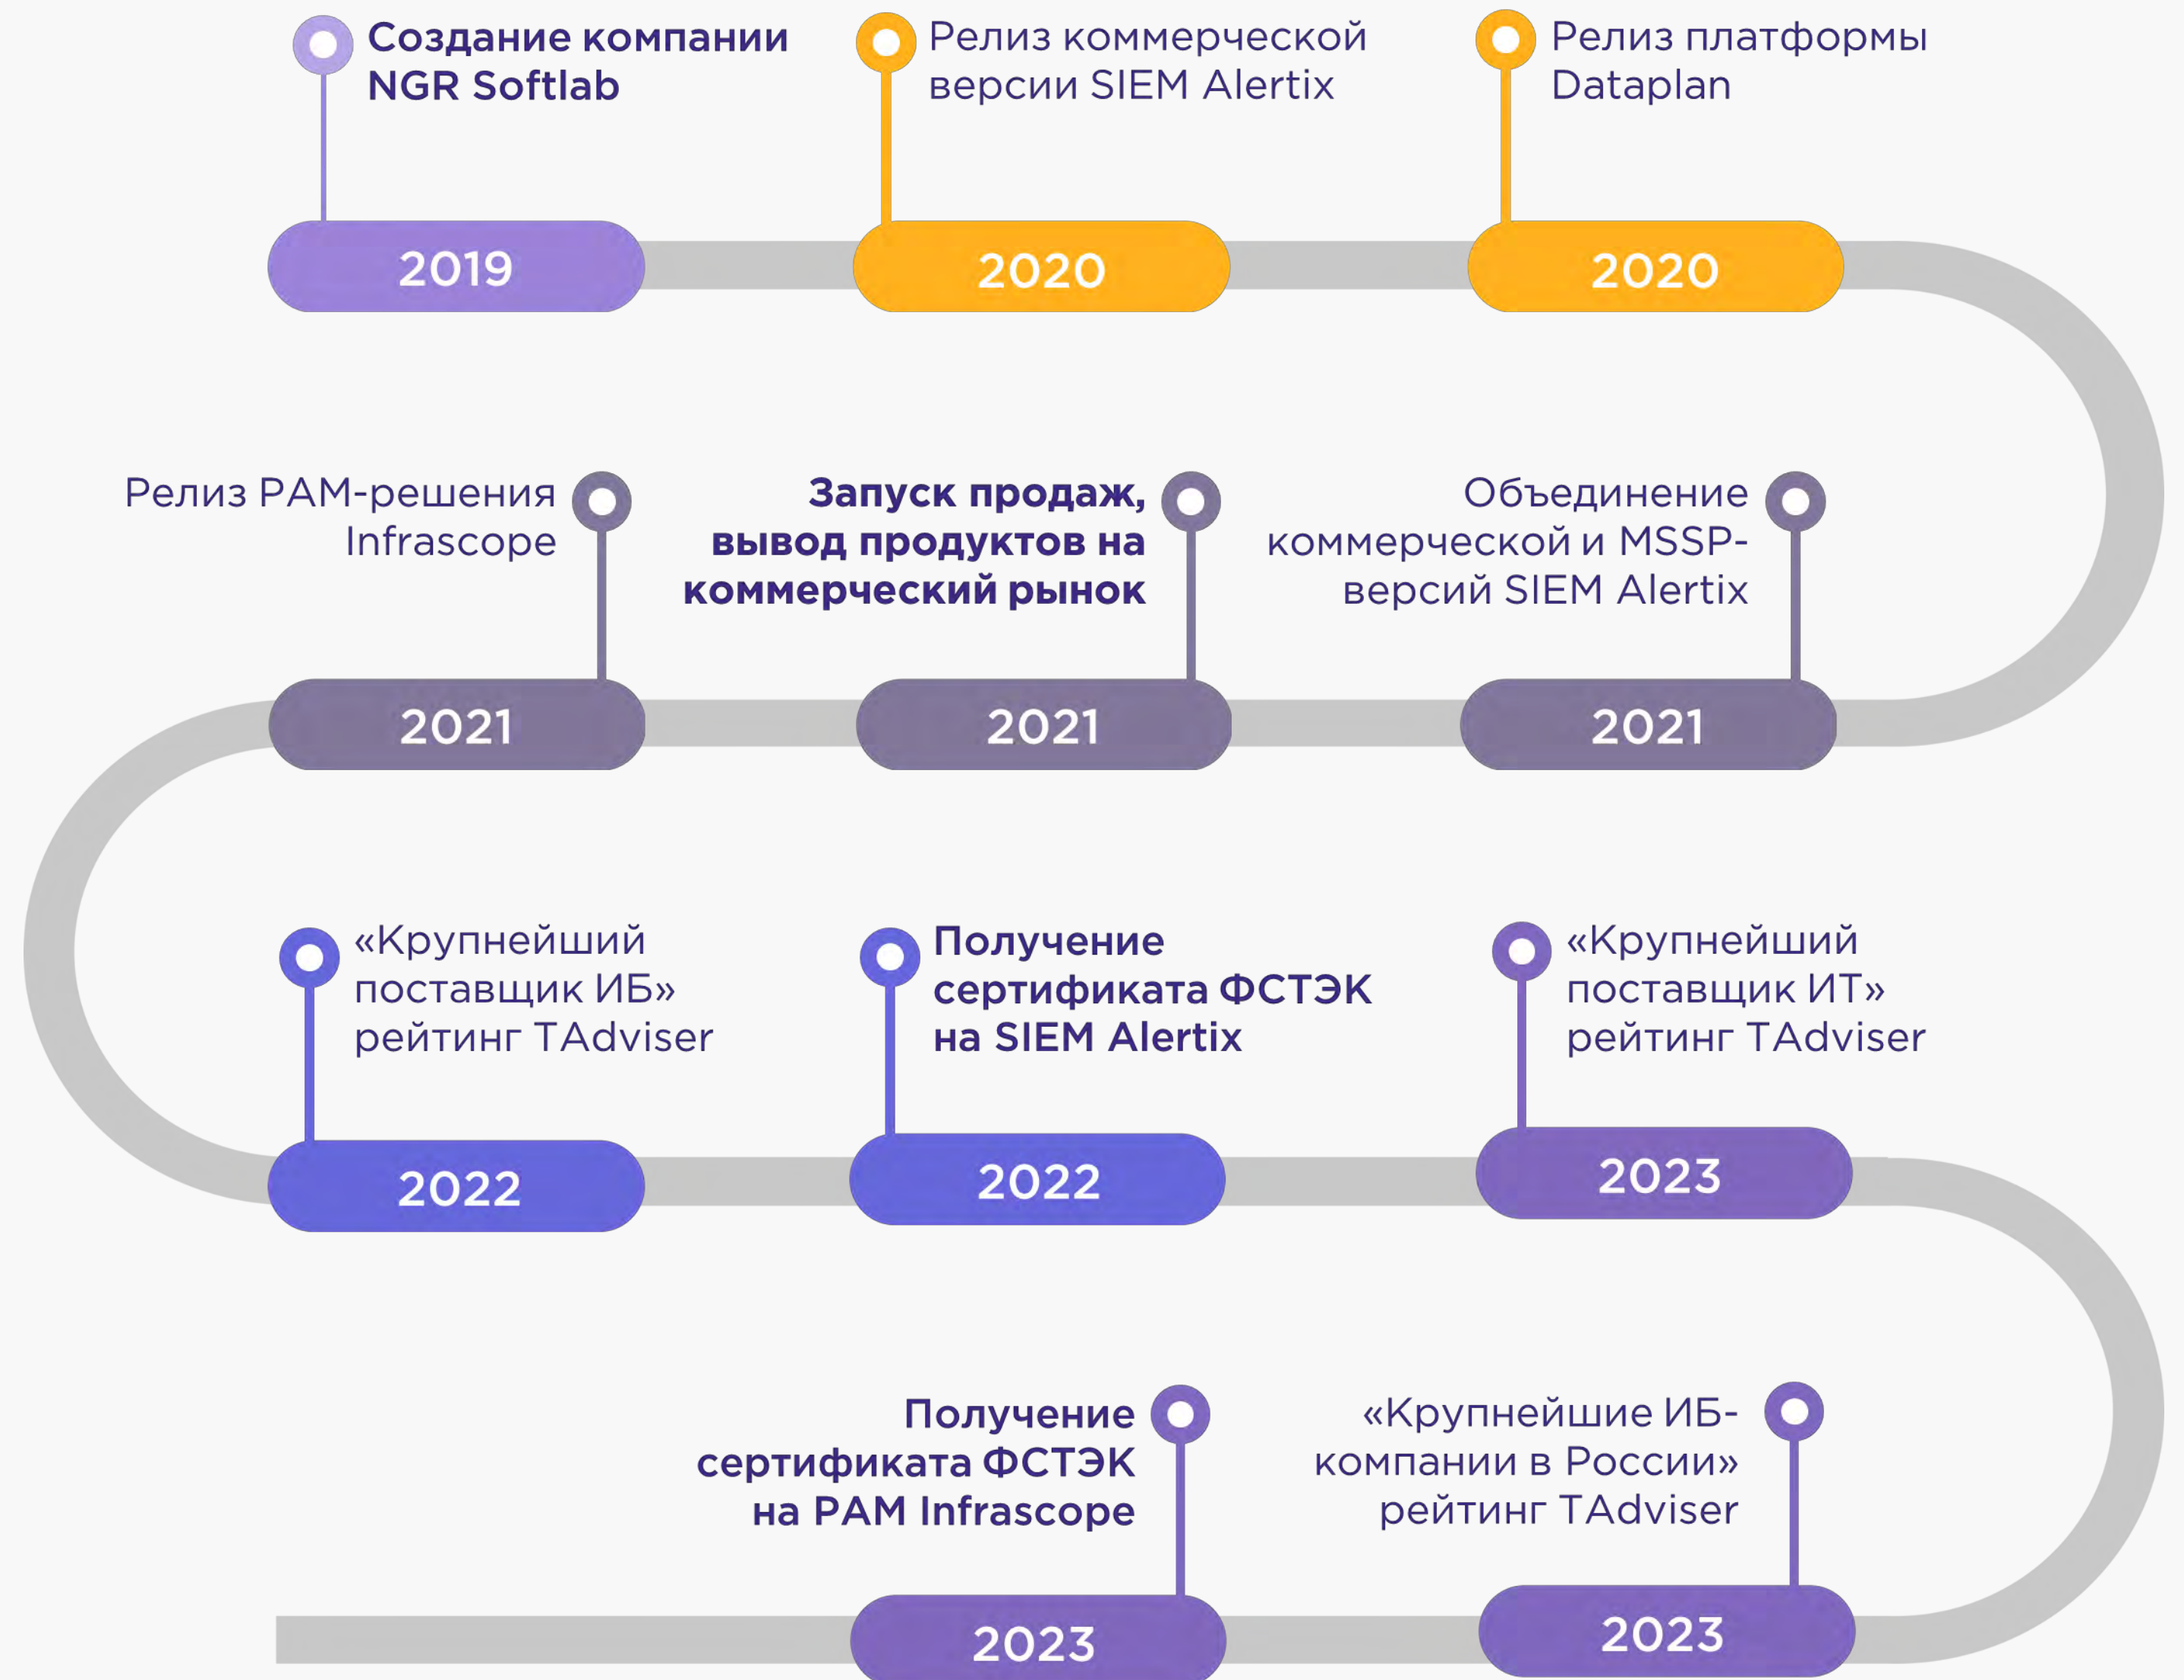 Создание компании
NGR Softlab
2019
Релиз коммерческой
версии SIEM Alertix
2020
Релиз платформы
Dataplan
2020
Объединение
коммерческой и MSSP-
версий SIEM Alertix
2021
Запуск продаж,
вывод продуктов на
коммерческий рынок
2021
Релиз PAM-решения
Infrascope
2021
«Крупнейший
поставщик ИБ»
рейтинг TAdviser
2022
Получение
сертификата ФСТЭК
на SIEM Alertix
2022
«Крупнейший
поставщик ИТ»
рейтинг TAdviser
2023
«Крупнейшие ИБ-
компании в России»
рейтинг TAdviser
2023
Получение
сертификата ФСТЭК
на PAM Infrascope
2023